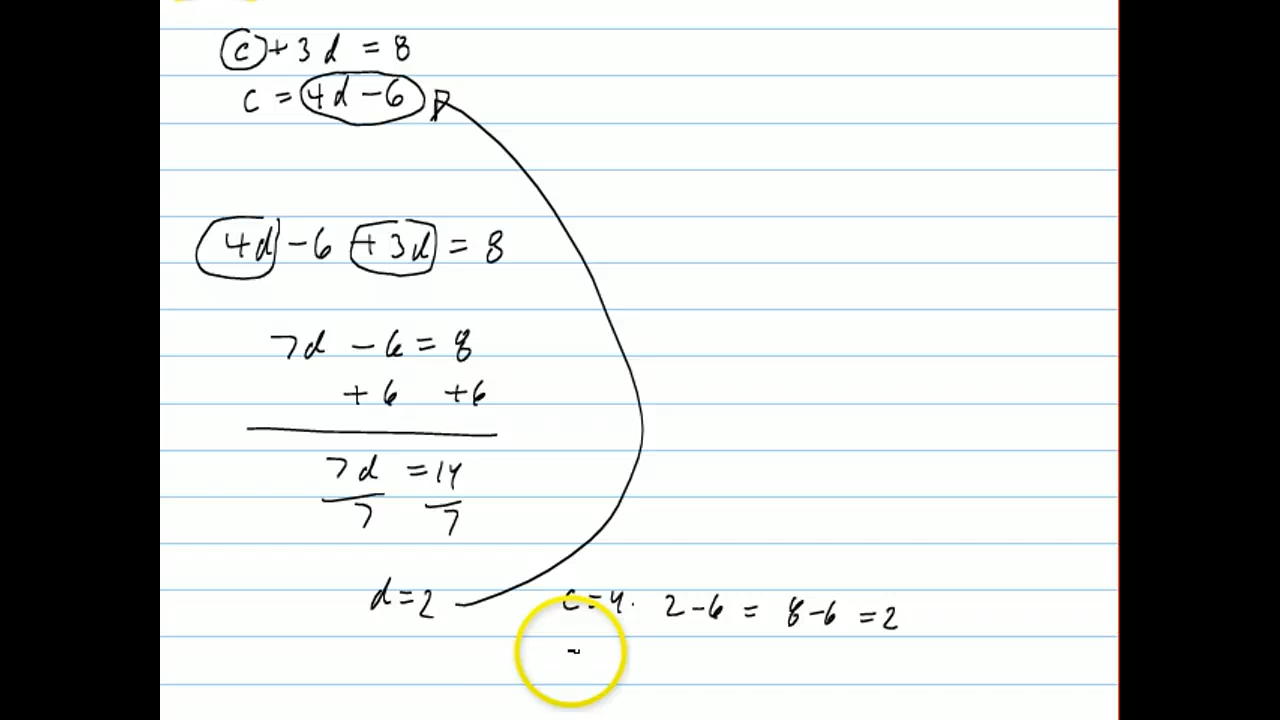 c + 3d = 8
c = 4d - 6
4d - 6 + 3d = 8
7d - 6 = 8
+ 6 +6
7d = 14
7 7
d = 2 c = 4 · 2 - 6 = 8 - 6 = 2